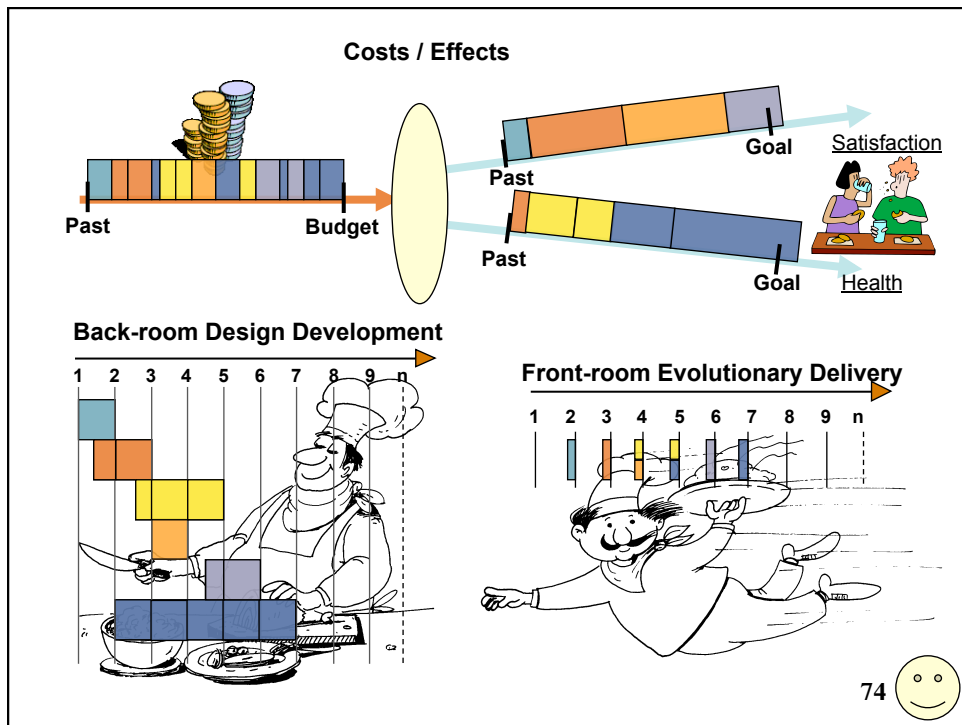 Costs / Effects
Past
Budget
Past
Goal
Satisfaction
Past
Goal
Health
Back-room Design Development
1 2 3 4 5 6 7 8 9 n
Front-room Evolutionary Delivery
1 2 3 4 5 6 7 8 9 n
74